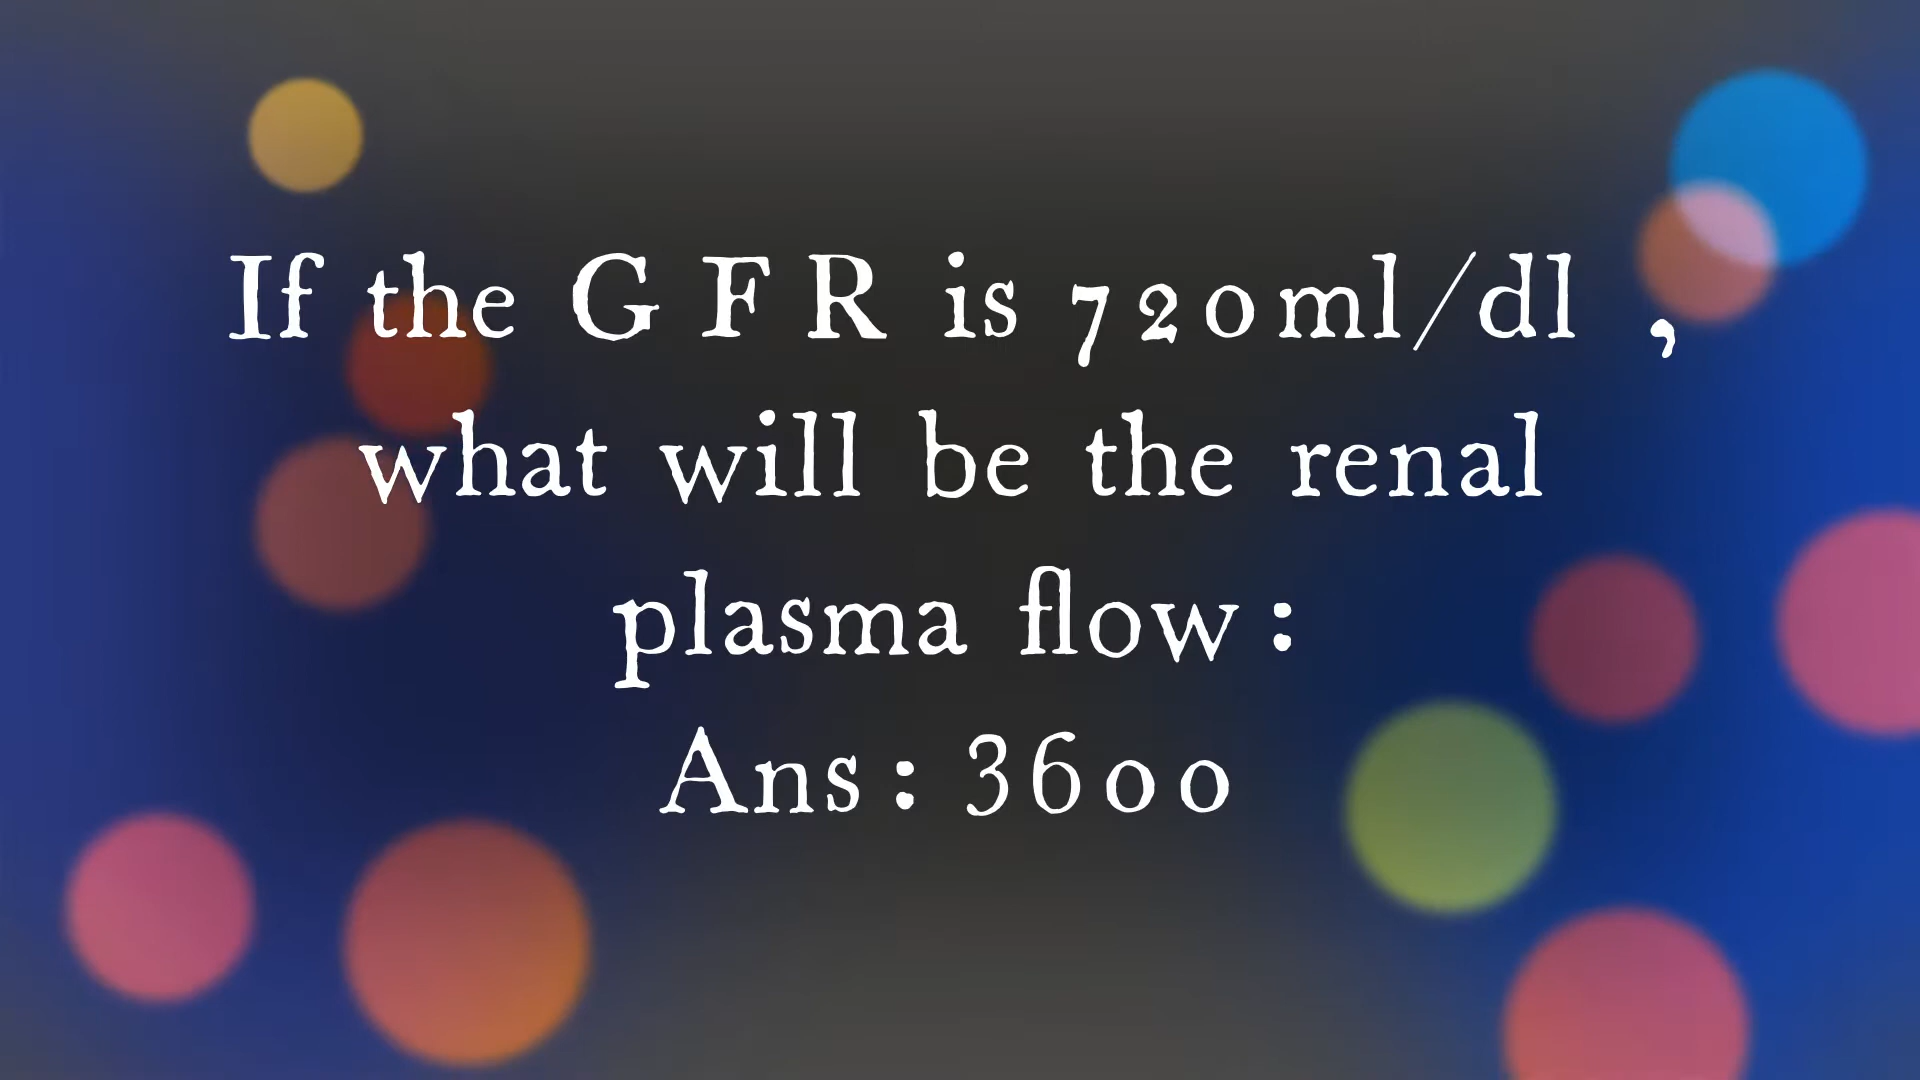 If the G F R is 720ml/dl ,
what will be the renal
plasma flow:
Ans: 3600